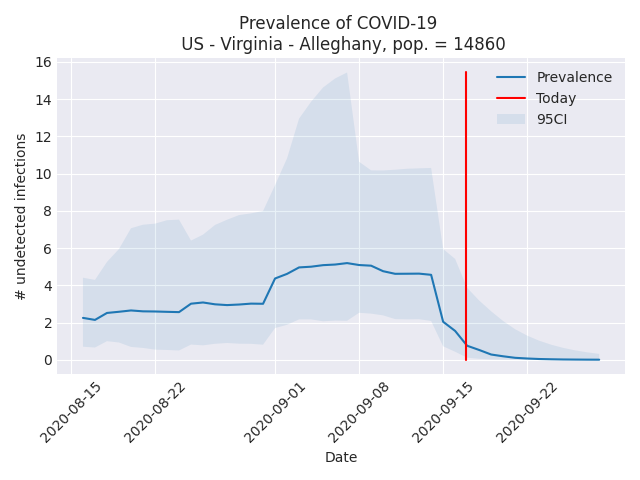 Prevalence of COVID-19
US - Virginia - Alleghany, pop. = 14860
# undetected infections
16
14
12
10
8
6
4
2
0
Prevalence
Today
95CI
2020-08-15
2020-08-22
2020-09-01
2020-09-08
2020-09-15
2020-09-22
Date